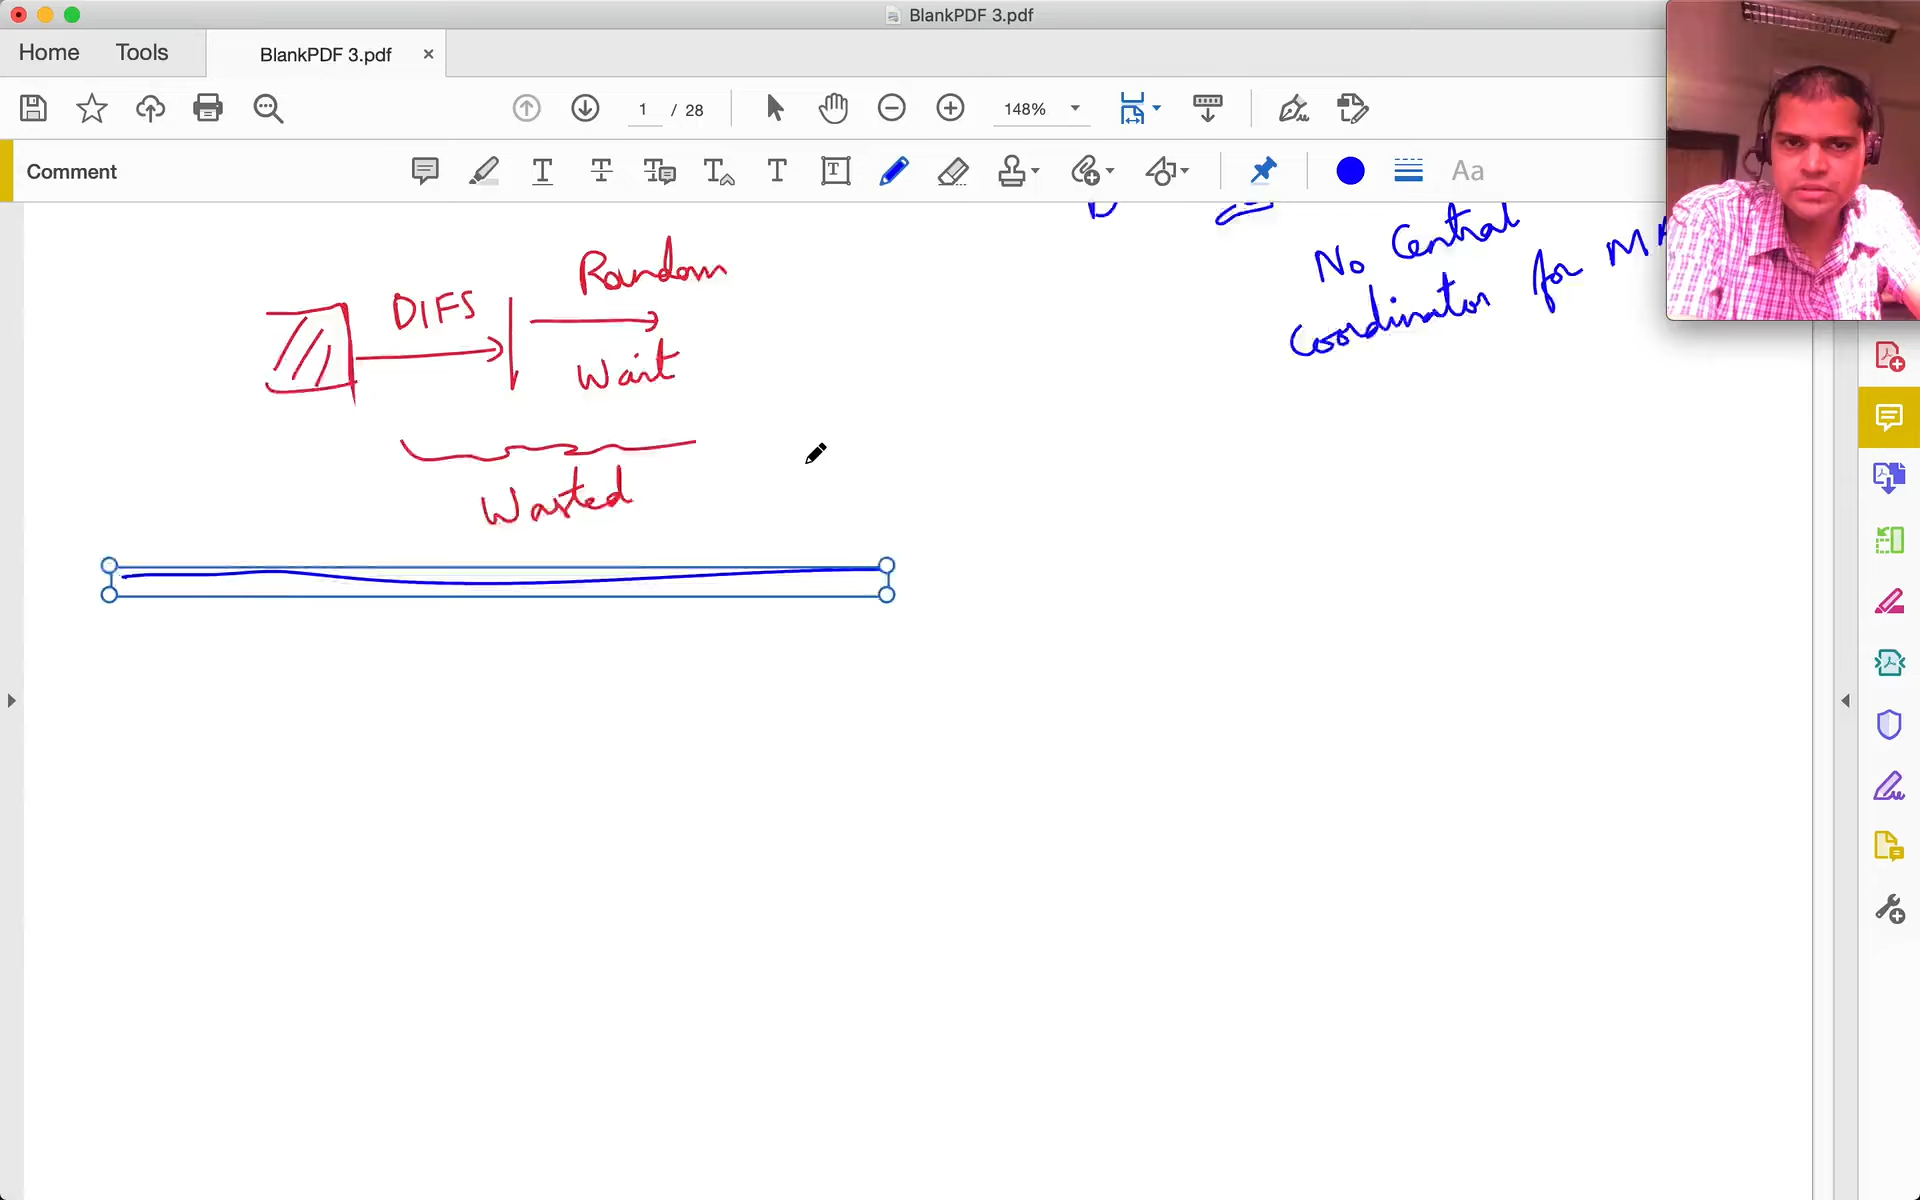 BlankPDF 3.pdf
Home
Tools
BlankPDF 3.pdf
1 / 28
148%
Comment
Aa
No Central
Coordinator for
DIFS
Random
Wait
Wasted